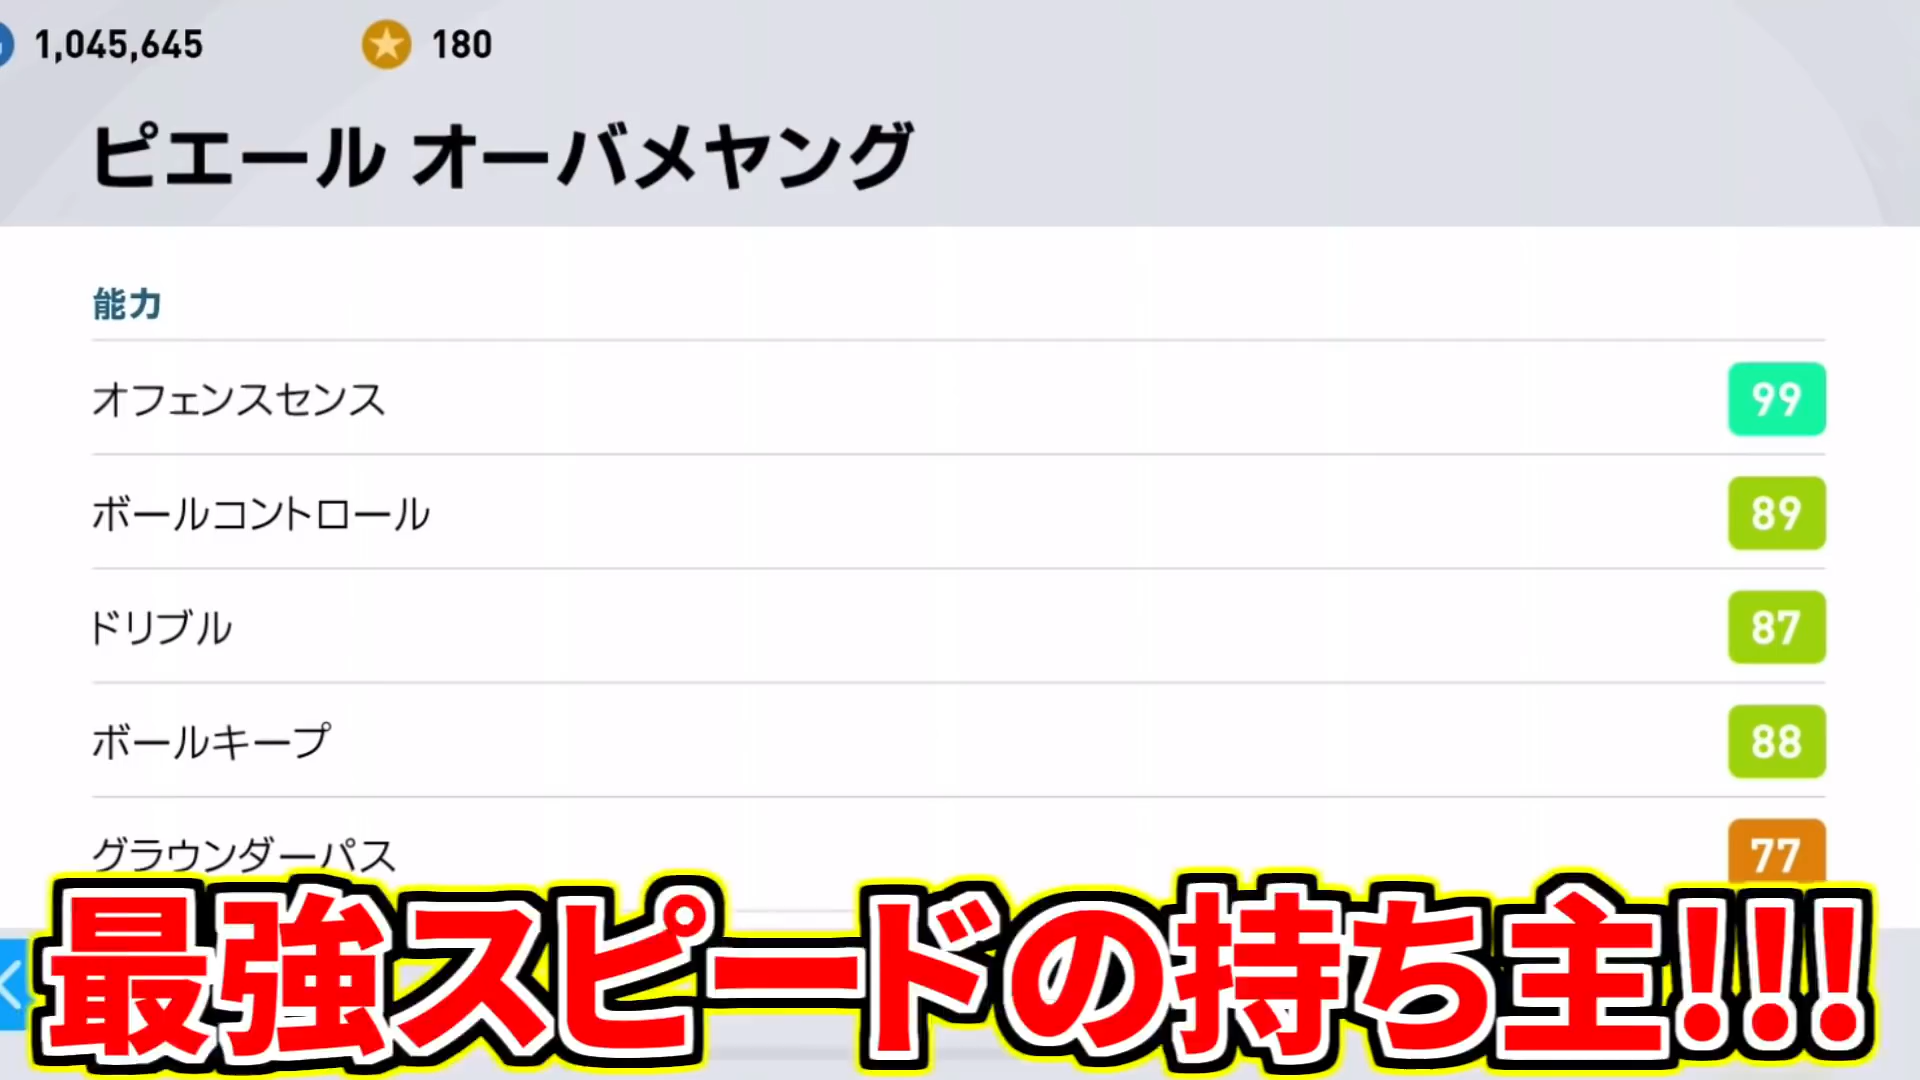 1,045,645 180
ピエール オーバメヤング
能力
オフェンスセンス 99
ボールコントロール 89
ドリブル 87
ボールキープ 88
グラウンダーパス 77
最強スピードの持ち主!!!